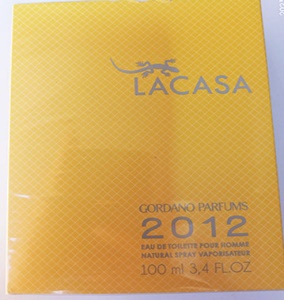 LACASA
GORDANO PARFUMS
2012
EAU DE TOILETTE POUR HOMME
NATURAL SPRAY VAPORISATEUR
100 ml 3,4 FL.OZ